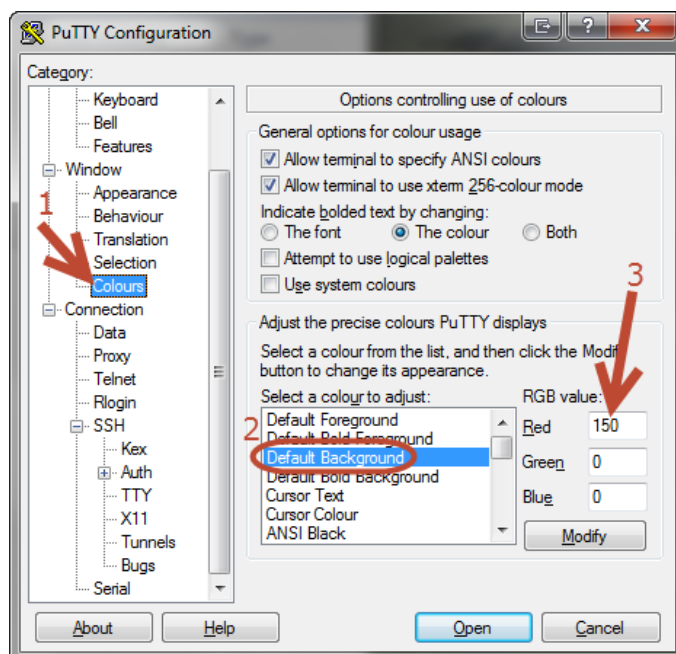 PuTTY Configuration
Category:
Keyboard
Bell
Features
Window
Appearance
Behaviour
Translation
Selection
Colours
Connection
Data
Proxy
Telnet
Rlogin
SSH
Kex
Auth
TTY
X11
Tunnels
Bugs
Serial
1
Options controlling use of colours
General options for colour usage
Allow terminal to specify ANSI colours
Allow terminal to use xterm 256-colour mode
Indicate bolded text by changing:
The font The colour Both
Attempt to use logical palettes
Use system colours
3
Adjust the precise colours PuTTY displays
Select a colour from the list, and then click the Modify
button to change its appearance.
Select a colour to adjust:
2
Default Foreground
Default Bold Foreground
Default Background
Default Bold Background
Cursor Text
Cursor Colour
ANSI Black
RGB value:
Red 150
Green 0
Blue 0
Modify
About Help Open Cancel